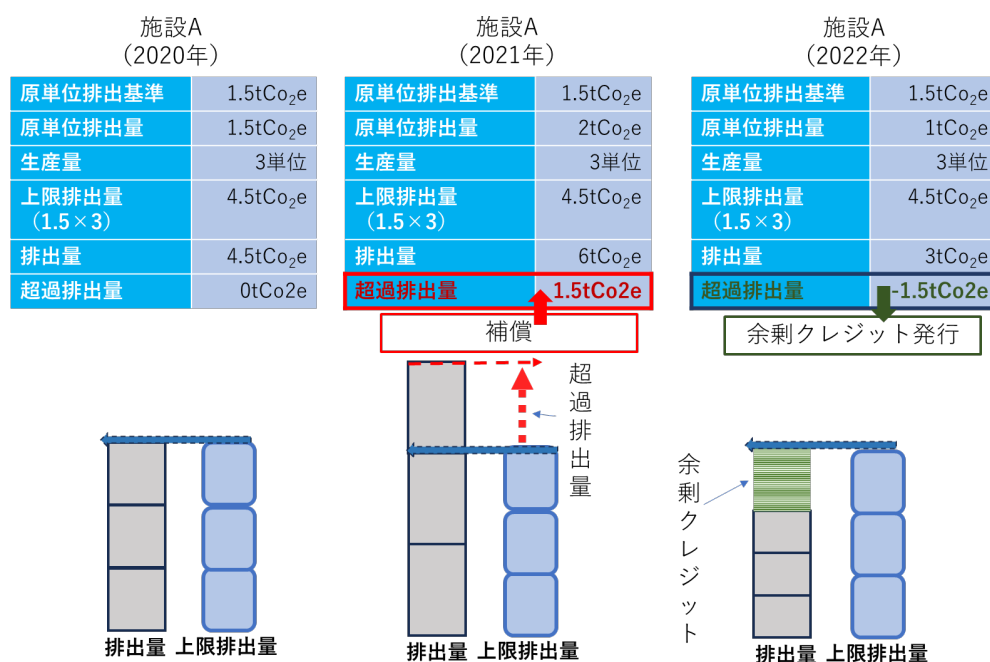 施設A
(2020年)
原単位排出基準 1.5tCo₂e
原単位排出量 1.5tCo₂e
生産量 3単位
上限排出量 4.5tCo₂e
（1.5×3）
排出量 4.5tCo₂e
超過排出量 0tCo2e
排出量 上限排出量
施設A
(2021年)
原単位排出基準 1.5tCo₂e
原単位排出量 2tCo₂e
生産量 3単位
上限排出量 4.5tCo₂e
（1.5×3）
排出量 6tCo₂e
超過排出量 1.5tCo2e
補償
超過排出量
排出量 上限排出量
施設A
(2022年)
原単位排出基準 1.5tCo₂e
原単位排出量 1tCo₂e
生産量 3単位
上限排出量 4.5tCo₂e
（1.5×3）
排出量 3tCo₂e
超過排出量 -1.5tCo2e
余剰クレジット発行
余剰クレジット
排出量 上限排出量